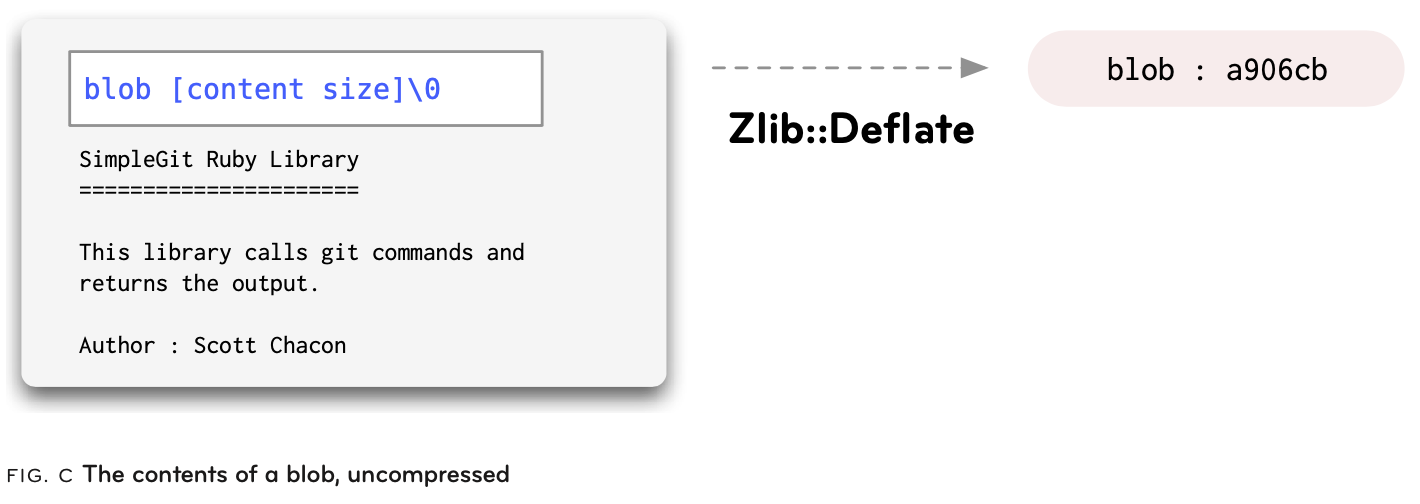 blob [content size]\0
SimpleGit Ruby Library
======================
This library calls git commands and
returns the output.
Author : Scott Chacon
Zlib::Deflate
blob : a906cb
FIG. C The contents of a blob, uncompressed